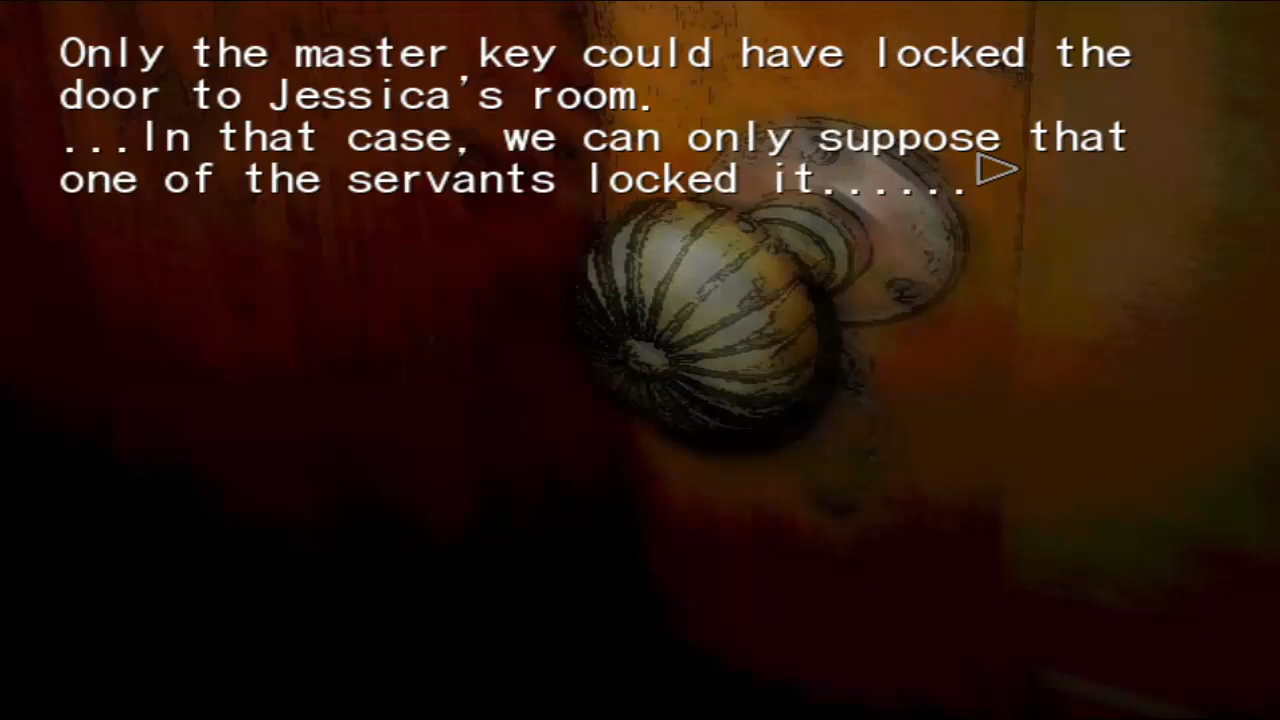 Only the master key could have locked the
door to Jessica's room.
...In that case, we can only suppose that
one of the servants locked it......